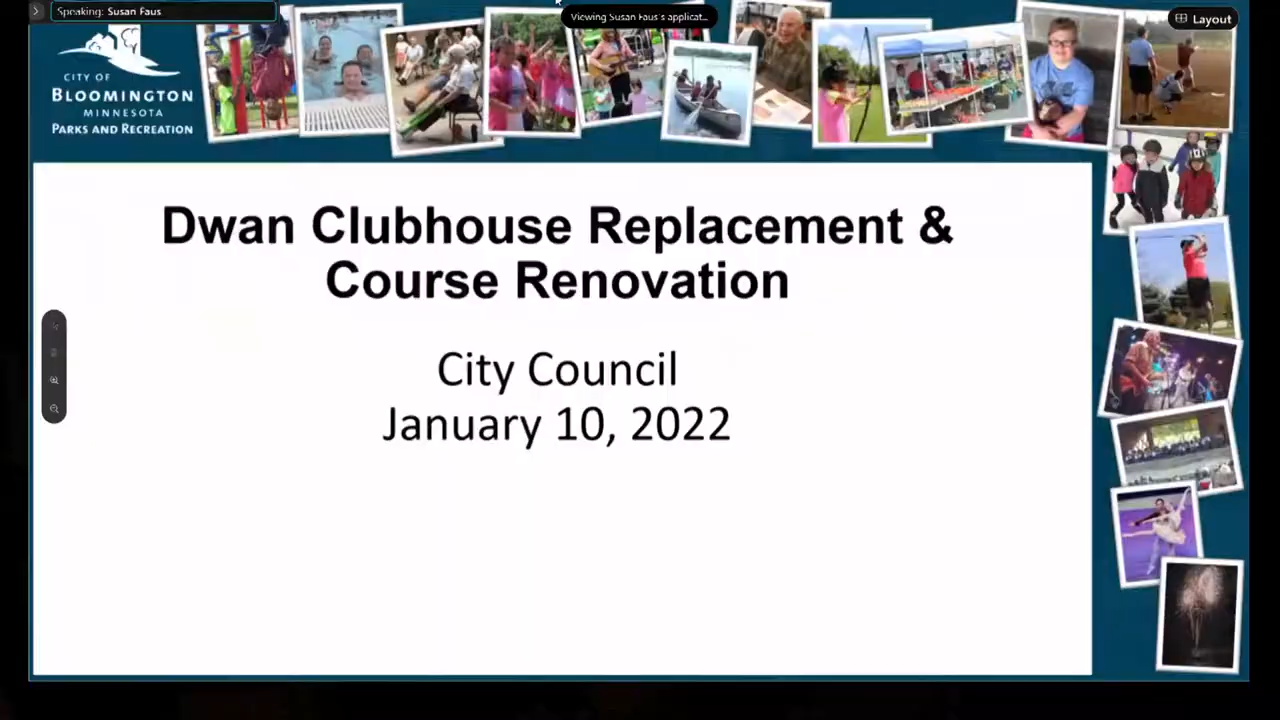 Speaking: Susan Faus
Viewing Susan Faus's applicat...
Layout
CITY OF
BLOOMINGTON
MINNESOTA
PARKS AND RECREATION
Dwan Clubhouse Replacement &
Course Renovation
City Council
January 10, 2022